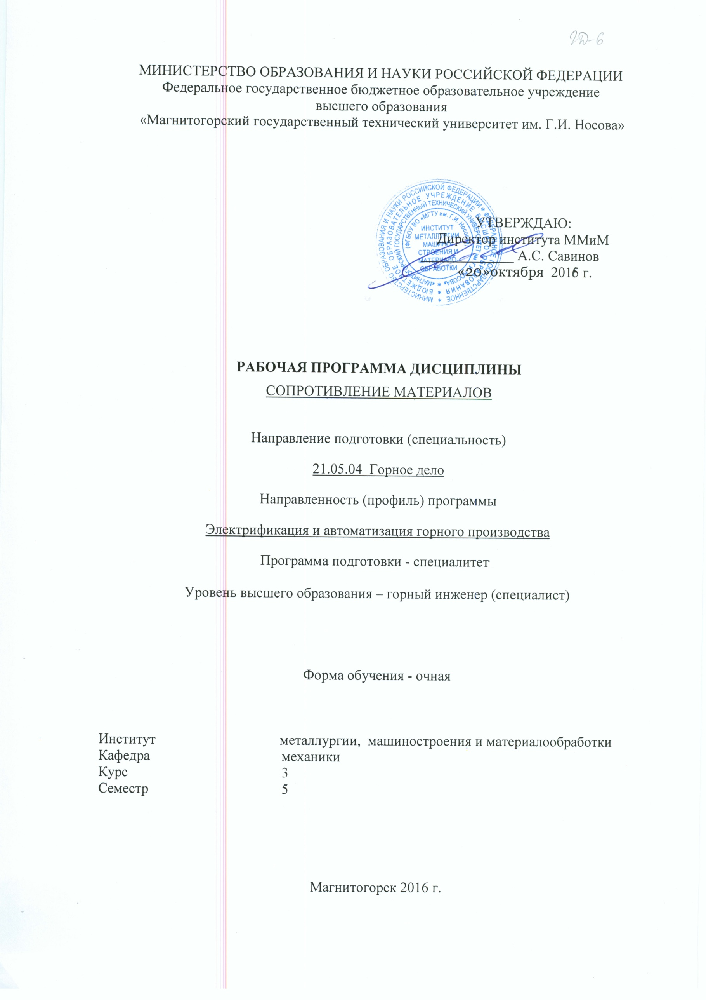 ГД-6
МИНИСТЕРСТВО ОБРАЗОВАНИЯ И НАУКИ РОССИЙСКОЙ ФЕДЕРАЦИИ
Федеральное государственное бюджетное образовательное учреждение
высшего образования
«Магнитогорский государственный технический университет им. Г.И. Носова»
МИНИСТЕРСТВО ОБРАЗОВАНИЯ И НАУКИ РОССИЙСКОЙ ФЕДЕРАЦИИ * ФЕДЕРАЛЬНОЕ ГОСУДАРСТВЕННОЕ *
БЮДЖЕТНОЕ ОБРАЗОВАТЕЛЬНОЕ УЧРЕЖДЕНИЕ ВЫСШЕГО ОБРАЗОВАНИЯ *
«МАГНИТОГОРСКИЙ ГОСУДАРСТВЕННЫЙ ТЕХНИЧЕСКИЙ УНИВЕРСИТЕТ им. Г.И. НОСОВА» *
(ФГБОУ ВО «МГТУ им. Г.И. Носова»)
ИНСТИТУТ
МЕТАЛЛУРГИИ
МАШИНО-
СТРОЕНИЯ И
МАТЕРИАЛО-
ОБРАБОТКИ
УТВЕРЖДАЮ:
Директор института ММиМ
А.С. Савинов
«20» октября 2016 г.
РАБОЧАЯ ПРОГРАММА ДИСЦИПЛИНЫ
СОПРОТИВЛЕНИЕ МАТЕРИАЛОВ
Направление подготовки (специальность)
21.05.04 Горное дело
Направленность (профиль) программы
Электрификация и автоматизация горного производства
Программа подготовки - специалитет
Уровень высшего образования – горный инженер (специалист)
Форма обучения - очная
Институт металлургии, машиностроения и материалообработки
Кафедра механики
Курс 3
Семестр 5
Магнитогорск 2016 г.